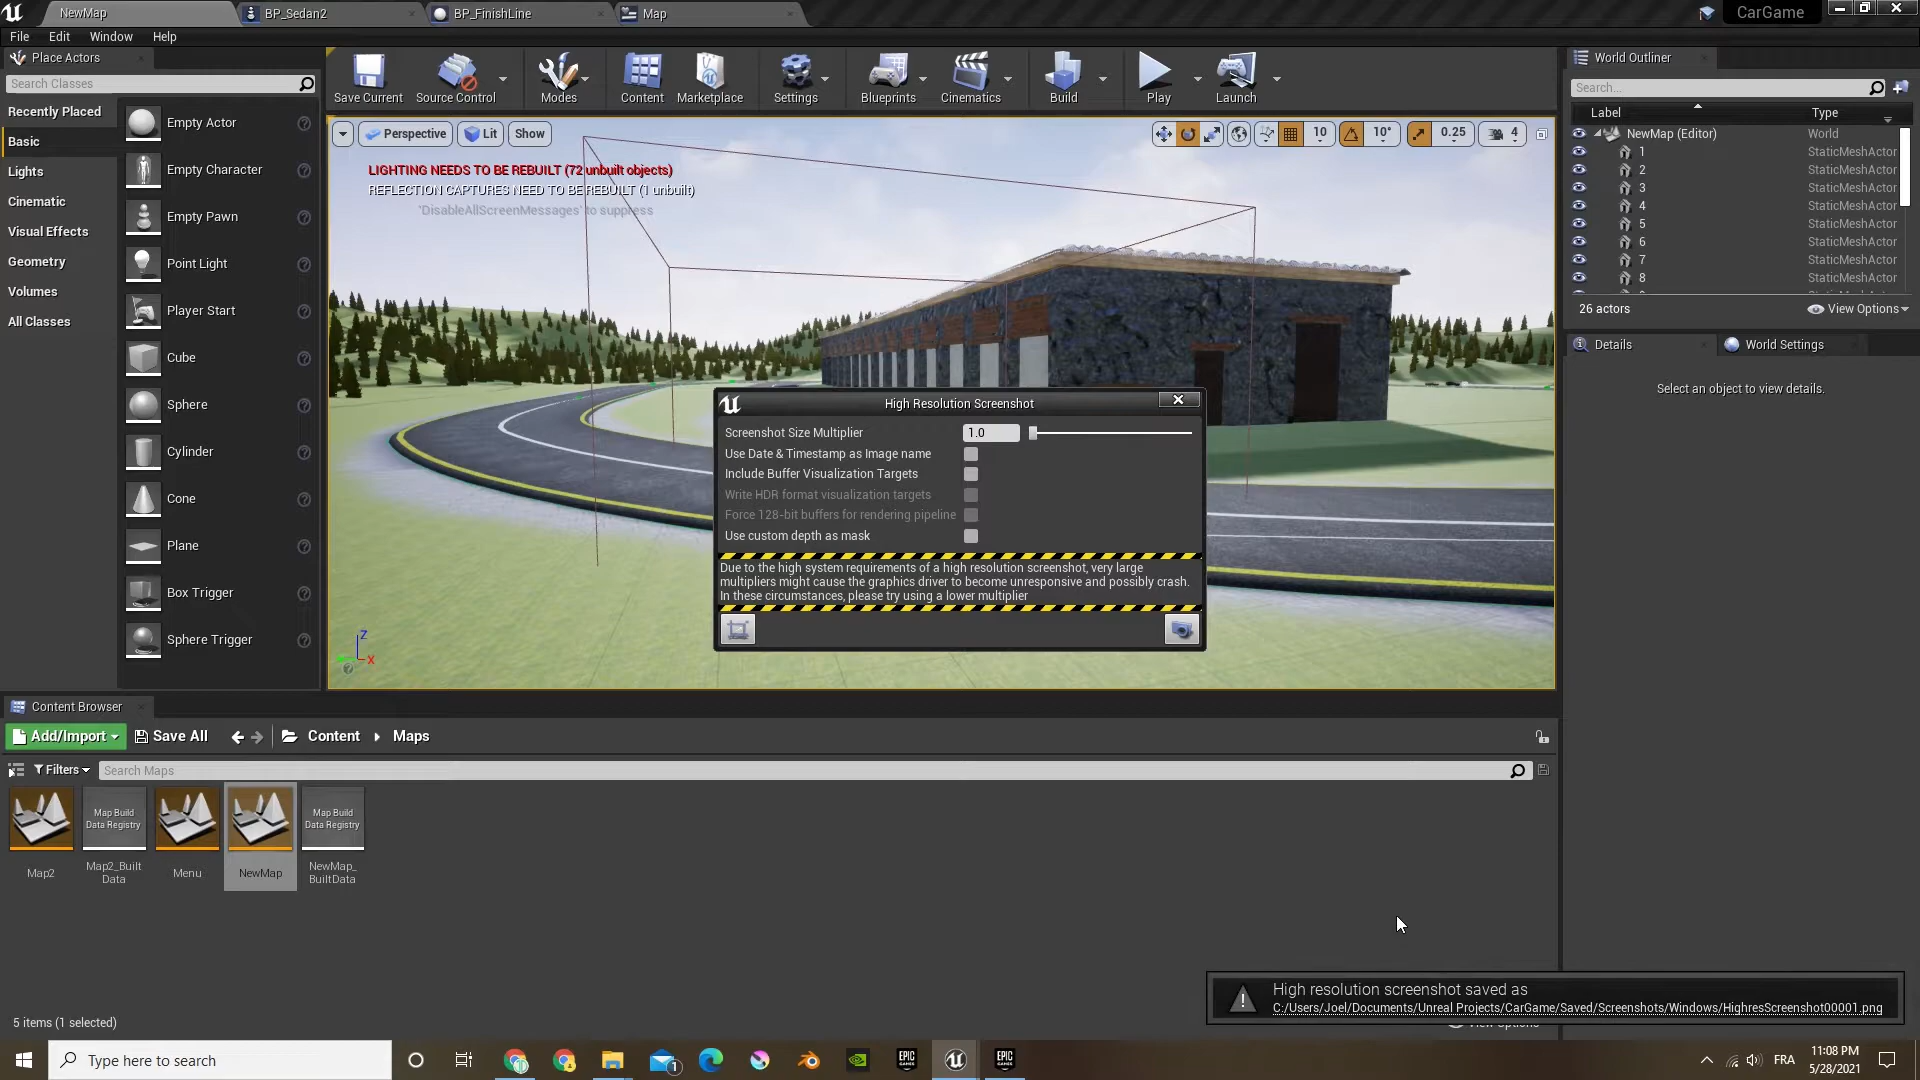 NewMap
BP_Sedan2
BP_FinishLine
Map
CarGame
File
Edit
Window
Help
Place Actors
World Outliner
Search Classes
Recently Placed
Basic
Lights
Cinematic
Visual Effects
Geometry
Volumes
All Classes
Empty Actor
Empty Character
Empty Pawn
Point Light
Player Start
Cube
Sphere
Cylinder
Cone
Plane
Box Trigger
Sphere Trigger
Save Current
Source Control
Modes
Content
Marketplace
Settings
Blueprints
Cinematics
Build
Play
Launch
Perspective
Lit
Show
10
10°
0.25
4
LIGHTING NEEDS TO BE REBUILT (72 unbuilt objects)
REFLECTION CAPTURES NEED TO BE REBUILT (1 unbuilt)
'DisableAllScreenMessages' to suppress
Z
X
High Resolution Screenshot
Screenshot Size Multiplier
1.0
Use Date & Timestamp as Image name
Include Buffer Visualization Targets
Write HDR format visualization targets
Force 128-bit buffers for rendering pipeline
Use custom depth as mask
Due to the high system requirements of a high resolution screenshot, very large
multipliers might cause the graphics driver to become unresponsive and possibly crash.
In these circumstances, please try using a lower multiplier
Search...
Label
Type
NewMap (Editor)
World
1
StaticMeshActor
2
StaticMeshActor
3
StaticMeshActor
4
StaticMeshActor
5
StaticMeshActor
6
StaticMeshActor
7
StaticMeshActor
8
StaticMeshActor
26 actors
View Options
Details
World Settings
Select an object to view details.
Content Browser
Add/Import
Save All
Content
Maps
Filters
Search Maps
Map Build
Data Registry
Map Build
Data Registry
Map2
Map2_Built
Data
Menu
NewMap
NewMap_
BuiltData
5 items (1 selected)
High resolution screenshot saved as
C:/Users/Joel/Documents/Unreal Projects/CarGame/Saved/Screenshots/Windows/HighresScreenshot00001.png
View Options
Type here to search
1
EPIC
GAMES
EPIC
GAMES
FRA
11:08 PM
5/28/2021